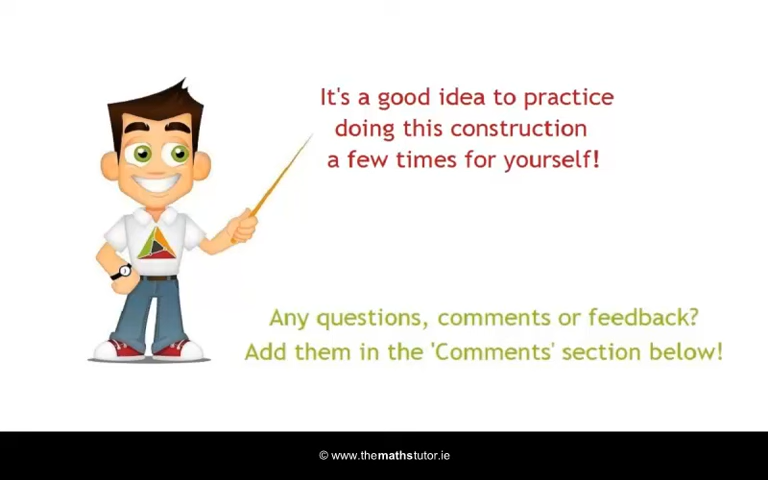 It's a good idea to practice
doing this construction
a few times for yourself!
Any questions, comments or feedback?
Add them in the 'Comments' section below!
© www.themathstutor.ie